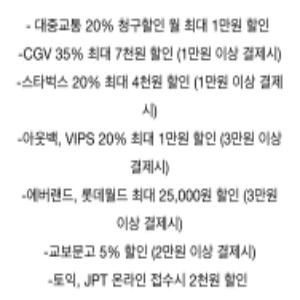 - 대중교통 20% 청구할인 월 최대 1만원 할인
-CGV 35% 최대 7천원 할인 (1만원 이상 결제시)
-스타벅스 20% 최대 4천원 할인 (1만원 이상 결제
시)
-아웃백, VIPS 20% 최대 1만원 할인 (3만원 이상
결제시)
-에버랜드, 롯데월드 최대 25,000원 할인 (3만원
이상 결제시)
-교보문고 5% 할인 (2만원 이상 결제시)
-토익, JPT 온라인 접수시 2천원 할인